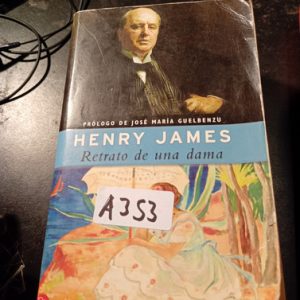 PRÓLOGO DE JOSÉ MARÍA GUELBENZU
HENRY JAMES
Retrato de una dama
A353